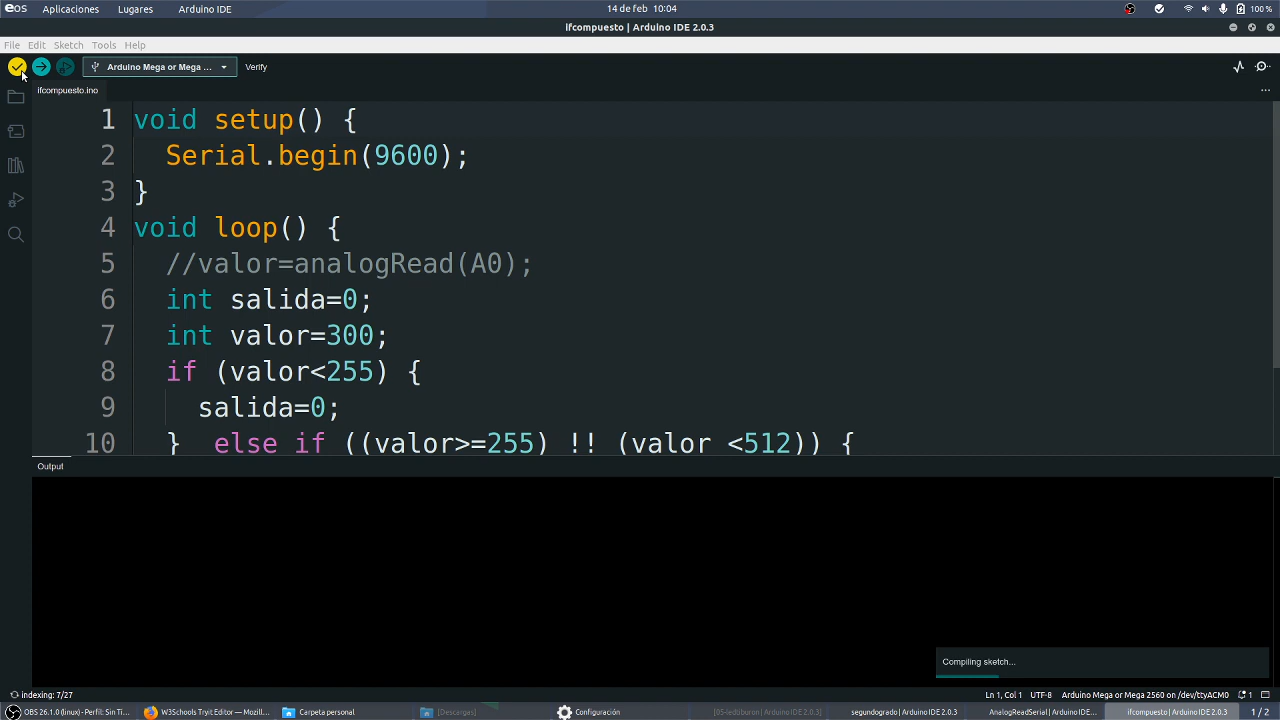 eos Aplicaciones Lugares Arduino IDE 14 de feb 10:04 100 %
ifcompuesto | Arduino IDE 2.0.3
File Edit Sketch Tools Help
Arduino Mega or Mega ... Verify
ifcompuesto.ino
1 void setup() {
2 Serial.begin(9600);
3 }
4 void loop() {
5 //valor=analogRead(A0);
6 int salida=0;
7 int valor=300;
8 if (valor<255) {
9 salida=0;
10 } else if ((valor>=255) !! (valor <512)) {
Output
Compiling sketch...
indexing: 7/27 Ln 1, Col 1 UTF-8 Arduino Mega or Mega 2560 on /dev/ttyACM0 1
OBS 26.1.0 (linux) - Perfil: Sin Tí... W3Schools Tryit Editor — Mozill... Carpeta personal [Descargas] Configuración [05-ledoburon | Arduino IDE 2.0.3] segundogrado | Arduino IDE 2.0.3 AnalogReadSerial | Arduino IDE... ifcompuesto | Arduino IDE 2.0.3 1 / 2